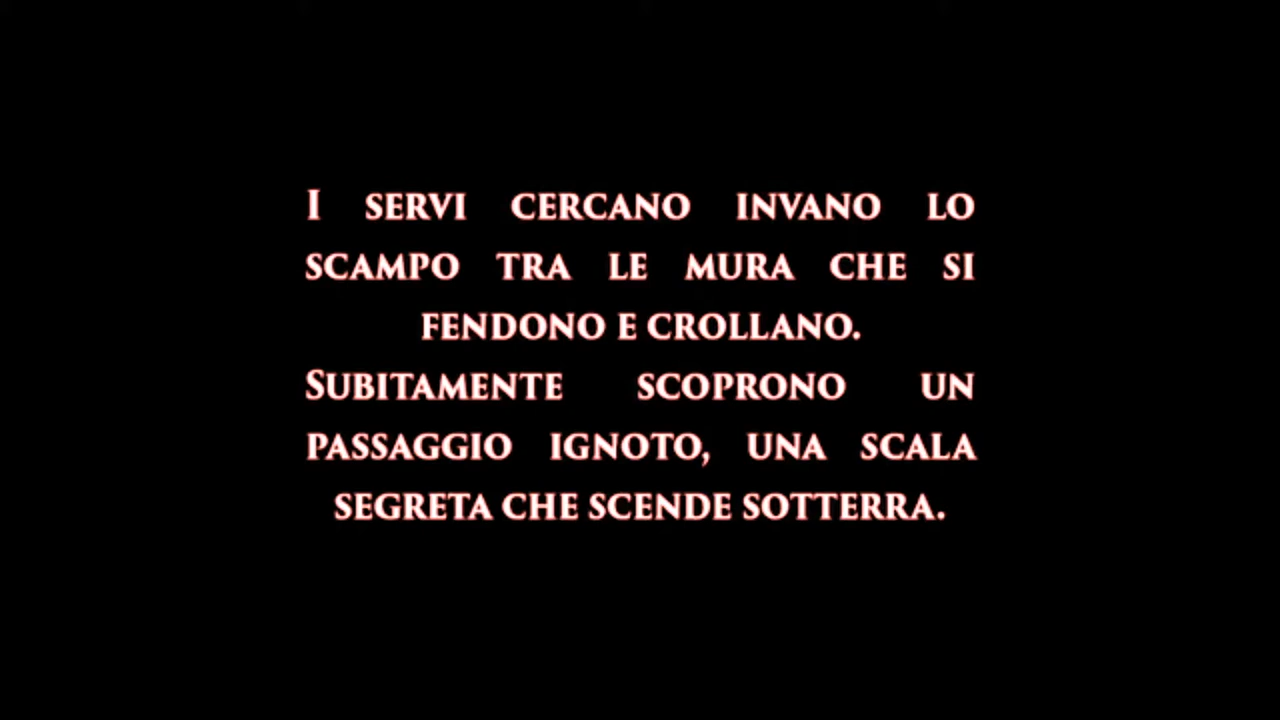 I SERVI CERCANO INVANO LO
SCAMPO TRA LE MURA CHE SI
FENDONO E CROLLANO.
SUBITAMENTE SCOPRONO UN
PASSAGGIO IGNOTO, UNA SCALA
SEGRETA CHE SCENDE SOTTERRA.